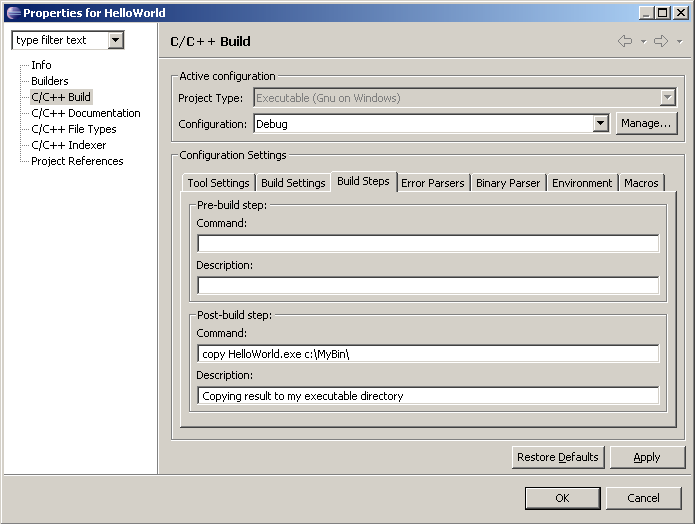 Properties for HelloWorld
type filter text
Info
Builders
C/C++ Build
C/C++ Documentation
C/C++ File Types
C/C++ Indexer
Project References
C/C++ Build
Active configuration
Project Type: Executable (Gnu on Windows)
Configuration: Debug Manage...
Configuration Settings
Tool Settings Build Settings Build Steps Error Parsers Binary Parser Environment Macros
Pre-build step:
Command:
Description:
Post-build step:
Command:
copy HelloWorld.exe c:\MyBin\
Description:
Copying result to my executable directory
Restore Defaults Apply
OK Cancel